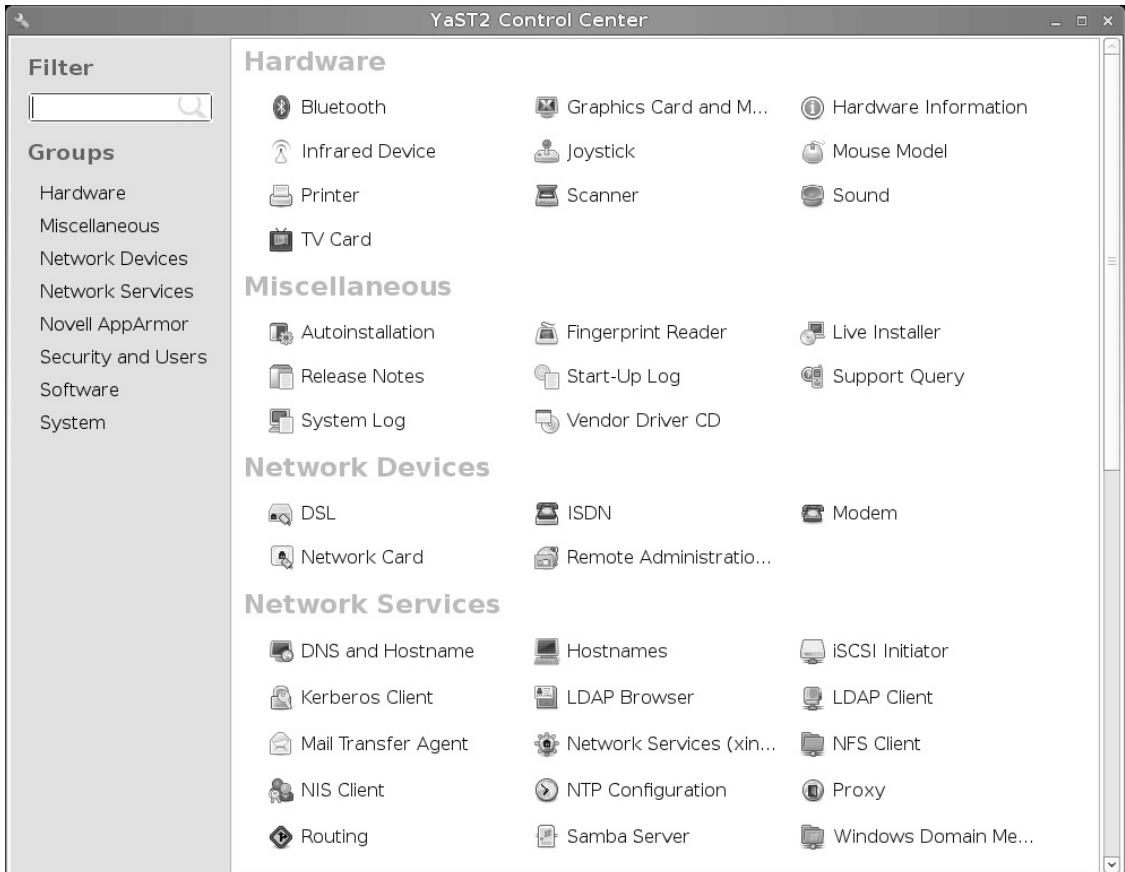 YaST2 Control Center
Filter
Groups
Hardware
Miscellaneous
Network Devices
Network Services
Novell AppArmor
Security and Users
Software
System
Hardware
Bluetooth
Graphics Card and M...
Hardware Information
Infrared Device
Joystick
Mouse Model
Printer
Scanner
Sound
TV Card
Miscellaneous
Autoinstallation
Fingerprint Reader
Live Installer
Release Notes
Start-Up Log
Support Query
System Log
Vendor Driver CD
Network Devices
DSL
ISDN
Modem
Network Card
Remote Administratio...
Network Services
DNS and Hostname
Hostnames
iSCSI Initiator
Kerberos Client
LDAP Browser
LDAP Client
Mail Transfer Agent
Network Services (xin...
NFS Client
NIS Client
NTP Configuration
Proxy
Routing
Samba Server
Windows Domain Me...